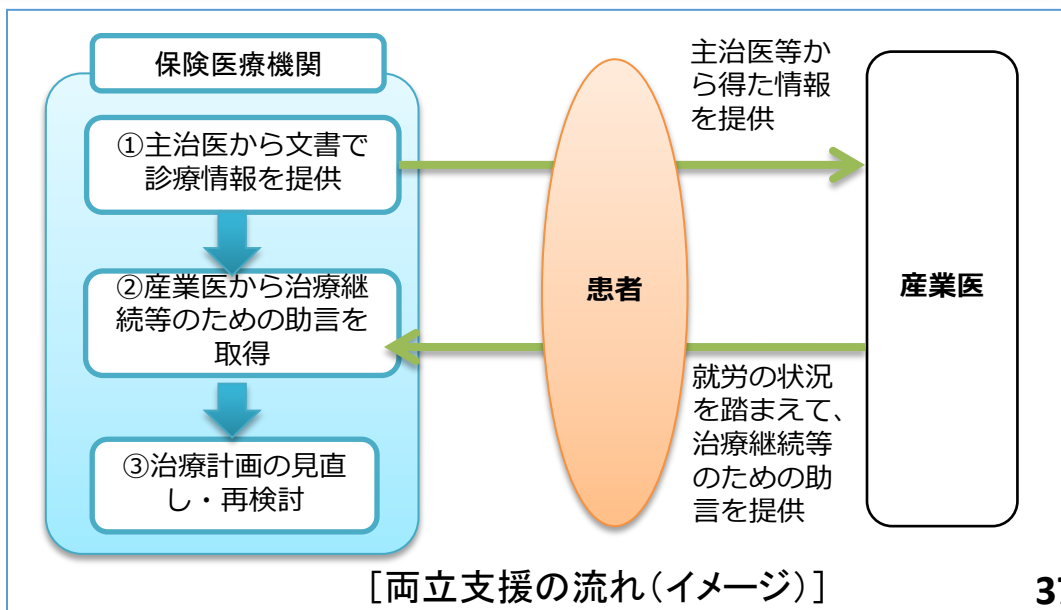 保険医療機関
①主治医から文書で
診療情報を提供
②産業医から治療継
続等のための助言を
取得
③治療計画の見直
し・再検討
主治医等か
ら得た情報
を提供
患者
産業医
就労の状況
を踏まえて、
治療継続等
のための助
言を提供
［両立支援の流れ（イメージ）］